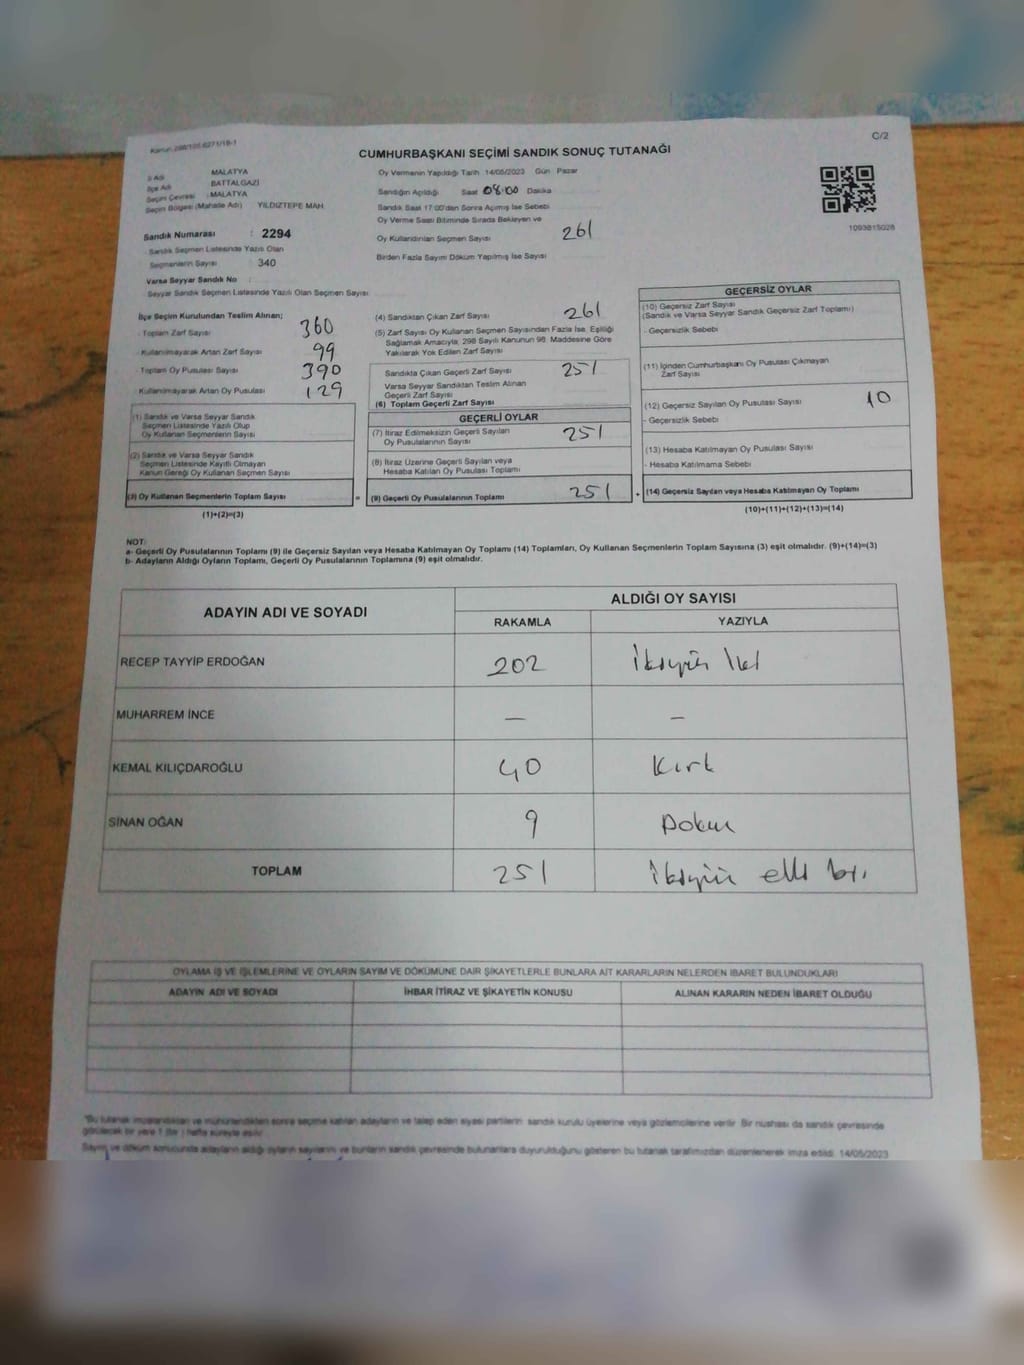 C/2
CUMHURBAŞKANI SEÇİMİ SANDIK SONUÇ TUTANAĞI
İl Adı MALATYA
İlçe Adı BATTALGAZİ
Seçim Çevresi : MALATYA
Seçim Bölgesi (Mahalle Adı) YILDIZTEPE MAH.
Sandık Numarası : 2294
Sandık Seçmen Listesinde Yazılı Olan
Seçmenlerin Sayısı 340
Varsa Seyyar Sandık No :
Seyyar Sandık Seçmen Listesinde Yazılı Olan Seçmen Sayısı
Oy Vermenin Yapıldığı Tarih 14/05/2023 Gün Pazar
Sandığın Açıldığı Saat 08:00 Dakika
Sandık Saat 17:00'den Sonra Açılmış İse Sebebi
Oy Verme Saati Bitiminde Sırada Bekleyen ve
Oy Kullandırılan Seçmen Sayısı 261
Birden Fazla Sayım Döküm Yapılmış İse Sayısı
1093815028
İlçe Seçim Kurulundan Teslim Alınan;
- Toplam Zarf Sayısı 360
- Kullanılmayarak Artan Zarf Sayısı 99
- Toplam Oy Pusulası Sayısı 390
- Kullanılmayarak Artan Oy Pusulası 129
(1) Sandık ve Varsa Seyyar Sandık
Seçmen Listesinde Yazılı Olup
Oy Kullanan Seçmenlerin Sayısı
(2) Sandık ve Varsa Seyyar Sandık
Seçmen Listesinde Kayıtlı Olmayan
Kanun Gereği Oy Kullanan Seçmen Sayısı
(3) Oy Kullanan Seçmenlerin Toplam Sayısı =
(1)+(2)=(3)
(4) Sandıktan Çıkan Zarf Sayısı 261
(5) Zarf Sayısı Oy Kullanan Seçmen Sayısından Fazla İse, Eşitliği
Sağlamak Amacıyla; 298 Sayılı Kanunun 98. Maddesine Göre
Yakılarak Yok Edilen Zarf Sayısı
Sandıkta Çıkan Geçerli Zarf Sayısı 251
Varsa Seyyar Sandıktan Teslim Alınan
Geçerli Zarf Sayısı
(6) Toplam Geçerli Zarf Sayısı
GEÇERLİ OYLAR
(7) İtiraz Edilmeksizin Geçerli Sayılan
Oy Pusulalarının Sayısı 251
(8) İtiraz Üzerine Geçerli Sayılan veya
Hesaba Katılan Oy Pusulası Toplamı
(9) Geçerli Oy Pusulalarının Toplamı 251 +
GEÇERSİZ OYLAR
(10) Geçersiz Zarf Sayısı
(Sandık ve Varsa Seyyar Sandık Geçersiz Zarf Toplamı)
- Geçersizlik Sebebi
(11) İçinden Cumhurbaşkanı Oy Pusulası Çıkmayan
Zarf Sayısı
(12) Geçersiz Sayılan Oy Pusulası Sayısı 10
- Geçersizlik Sebebi
(13) Hesaba Katılmayan Oy Pusulası Sayısı
- Hesaba Katılmama Sebebi
(14) Geçersiz Sayılan veya Hesaba Katılmayan Oy Toplamı
(10)+(11)+(12)+(13)=(14)
NOT:
a- Geçerli Oy Pusulalarının Toplamı (9) ile Geçersiz Sayılan veya Hesaba Katılmayan Oy Toplamı (14) Toplamları, Oy Kullanan Seçmenlerin Toplam Sayısına (3) eşit olmalıdır. (9)+(14)=(3)
b- Adayların Aldığı Oyların Toplamı, Geçerli Oy Pusulalarının Toplamına (9) eşit olmalıdır.
ADAYIN ADI VE SOYADI ALDIĞI OY SAYISI
RAKAMLA YAZIYLA
RECEP TAYYİP ERDOĞAN 202 ikiyüz iki
MUHARREM İNCE — —
KEMAL KILIÇDAROĞLU 40 Kırk
SİNAN OĞAN 9 Dokuz
TOPLAM 251 ikiyüz elli bir
OYLAMA İŞ VE İŞLEMLERİNE VE OYLARIN SAYIM VE DÖKÜMÜNE DAİR ŞİKAYETLERLE BUNLARA AİT KARARLARIN NELERDEN İBARET BULUNDUKLARI
ADAYIN ADI VE SOYADI İHBAR İTİRAZ VE ŞİKAYETİN KONUSU ALINAN KARARIN NEDEN İBARET OLDUĞU
*Bu tutanak imzalandıktan ve mühürlendikten sonra seçime katılan adayların ve talep eden siyasi partilerin sandık kurulu üyelerine veya gözlemcilerine verilir. Bir nüshası da sandık çevresinde
görülecek bir yere 1 (bir) hafta süreyle asılır.
Sayım ve döküm sonucunda adayların aldığı oyların sayılarını ve bunların sandık çevresinde bulunanlara duyurulduğunu gösteren bu tutanak tarafımızdan düzenlenerek imza edildi. 14/05/2023